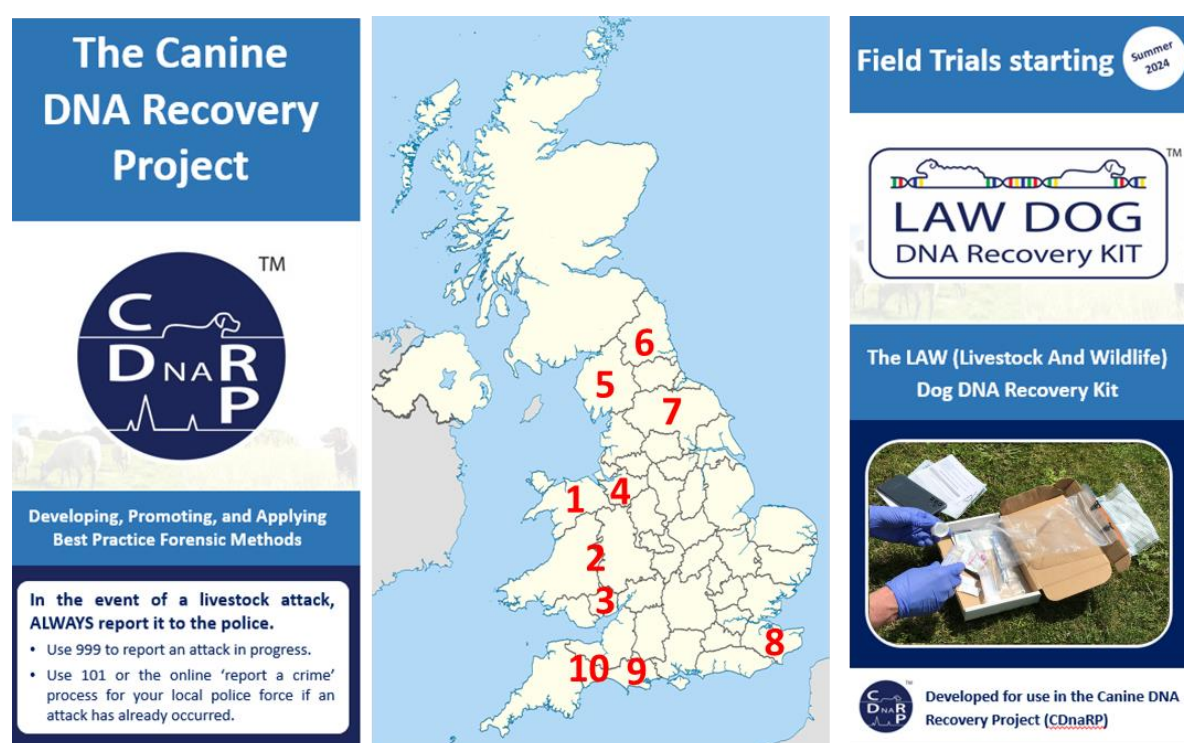 The Canine
DNA Recovery
Project
TM
C
D NA R
P
Developing, Promoting, and Applying
Best Practice Forensic Methods
In the event of a livestock attack,
ALWAYS report it to the police.
• Use 999 to report an attack in progress.
• Use 101 or the online ‘report a crime’
process for your local police force if an
attack has already occurred.
6
5
7
1
4
2
3
8
10
9
Field Trials starting
Summer
2024
TM
LAW DOG
DNA Recovery KIT
The LAW (Livestock And Wildlife)
Dog DNA Recovery Kit
C
D NA R
P
TM
Developed for use in the Canine DNA
Recovery Project (CDnaRP)